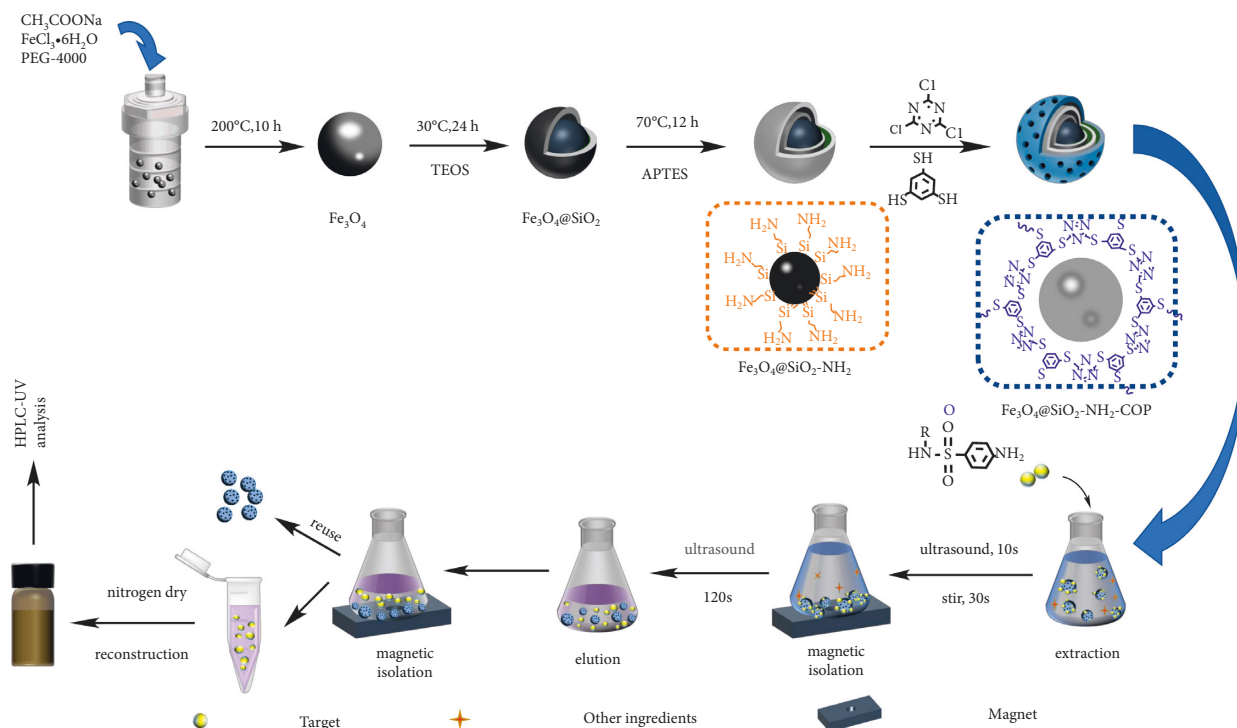 CH₃COONa
FeCl₃•6H₂O
PEG-4000
200°C,10 h
Fe₃O₄
30°C,24 h
TEOS
Fe₃O₄@SiO₂
70°C,12 h
APTES
C1
N N
Cl N C1
SH
HS SH
H₂N NH₂
H₂N Si Si Si NH₂
H₂N Si Si NH₂
H₂N Si Si NH₂
Si Si
H₂N NH₂
Fe₃O₄@SiO₂-NH₂
Fe₃O₄@SiO₂-NH₂-COP
O
R O
HN S NH₂
O
ultrasound, 10s
stir, 30s
extraction
magnetic
isolation
ultrasound
120s
elution
magnetic
isolation
reuse
nitrogen dry
reconstruction
HPLC-UV
analysis
Target
Other ingredients
Magnet